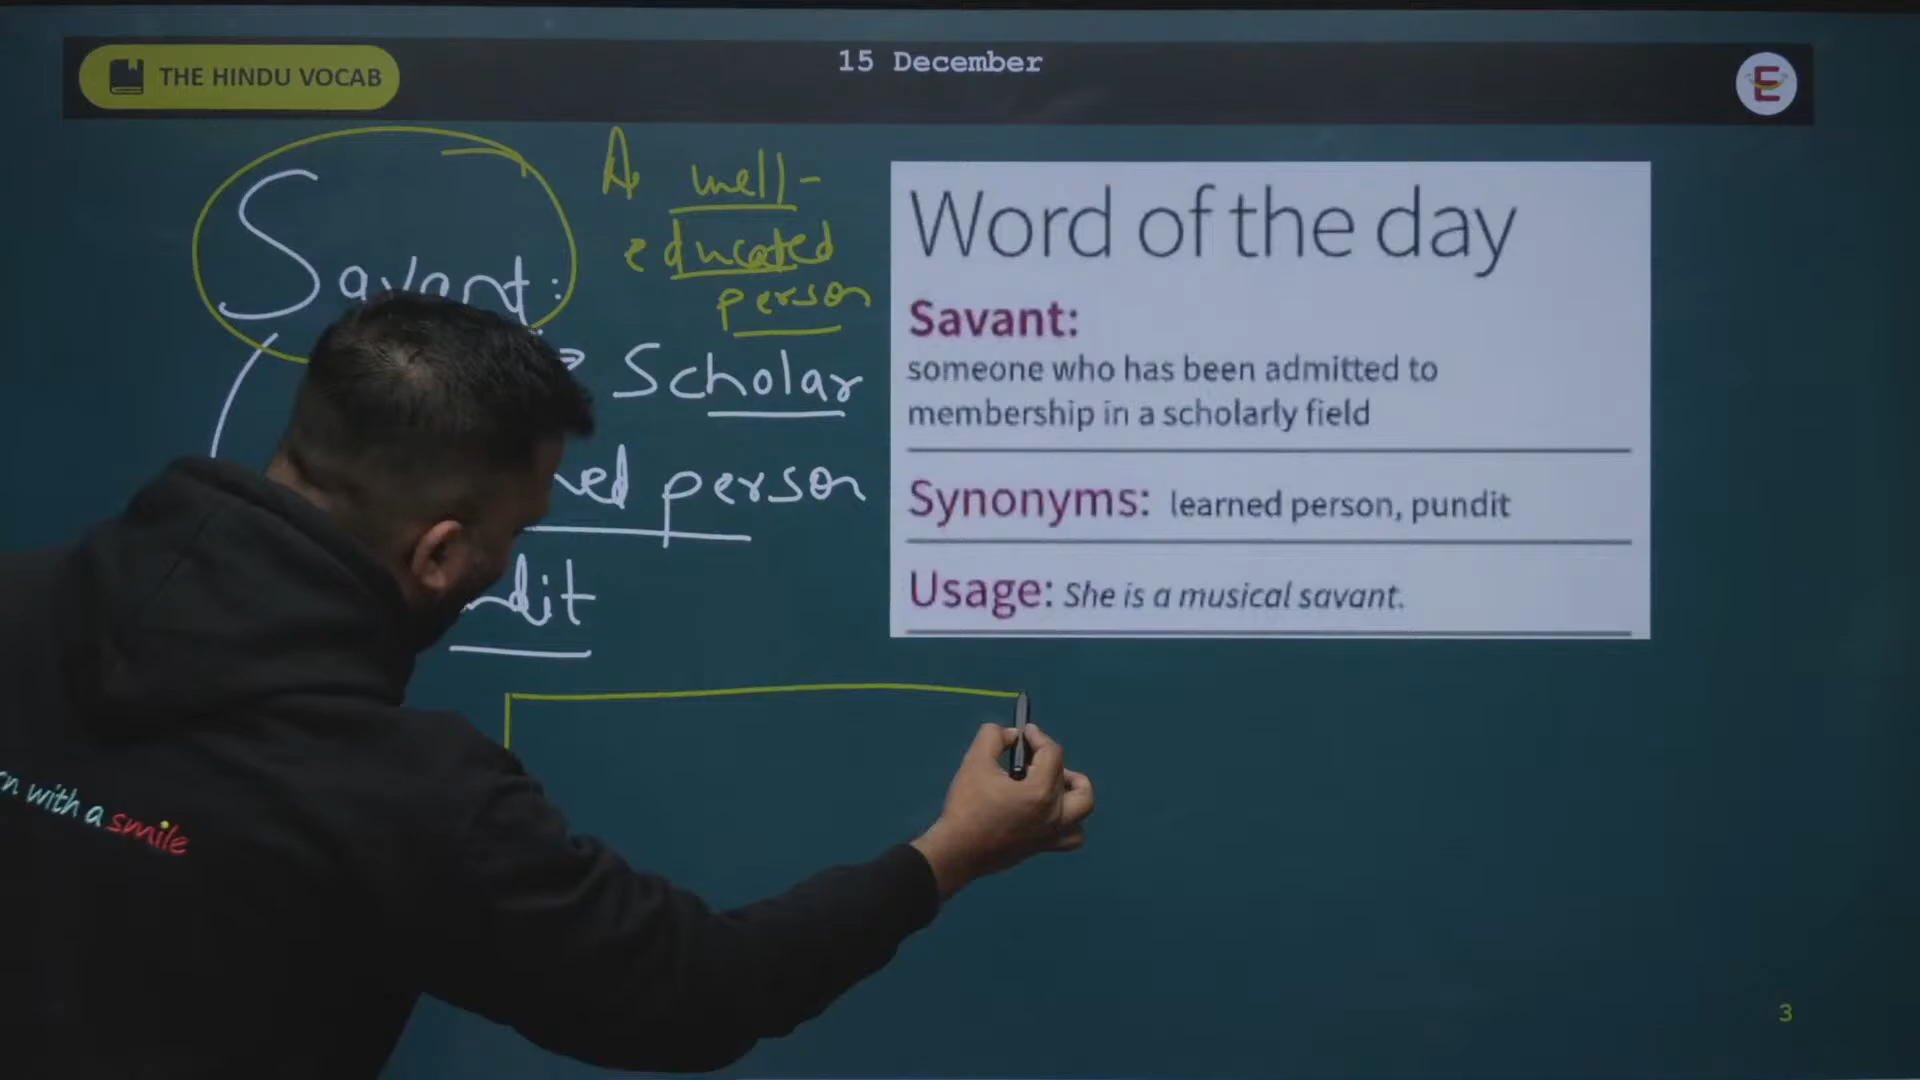 15 December
THE HINDU VOCAB
E
A well-
educated
person
Savant:
Scholar
person
Word of the day
Savant:
someone who has been admitted to
membership in a scholarly field
Synonyms: learned person, pundit
Usage: She is a musical savant.
with a smile
3